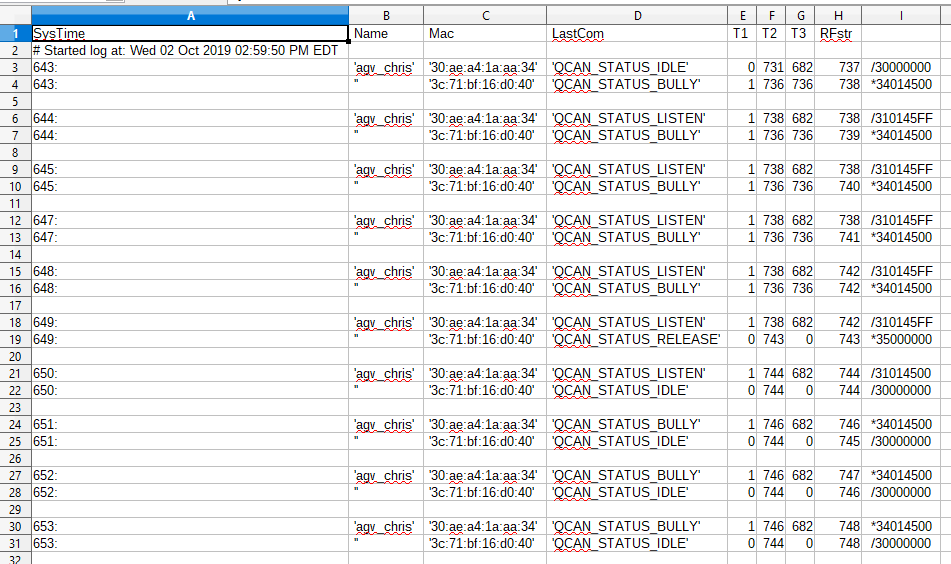 A B C D E F G H I
1 SysTime Name Mac LastCom T1 T2 T3 RFstr
2 # Started log at: Wed 02 Oct 2019 02:59:50 PM EDT
3 643: 'agv_chris' '30:ae:a4:1a:aa:34' 'QCAN_STATUS_IDLE' 0 731 682 737 /30000000
4 643: " '3c:71:bf:16:d0:40' 'QCAN_STATUS_BULLY' 1 736 736 738 *34014500
5
6 644: 'agv_chris' '30:ae:a4:1a:aa:34' 'QCAN_STATUS_LISTEN' 1 738 682 738 /310145FF
7 644: " '3c:71:bf:16:d0:40' 'QCAN_STATUS_BULLY' 1 736 736 739 *34014500
8
9 645: 'agv_chris' '30:ae:a4:1a:aa:34' 'QCAN_STATUS_LISTEN' 1 738 682 738 /310145FF
10 645: " '3c:71:bf:16:d0:40' 'QCAN_STATUS_BULLY' 1 736 736 740 *34014500
11
12 647: 'agv_chris' '30:ae:a4:1a:aa:34' 'QCAN_STATUS_LISTEN' 1 738 682 738 /310145FF
13 647: " '3c:71:bf:16:d0:40' 'QCAN_STATUS_BULLY' 1 736 736 741 *34014500
14
15 648: 'agv_chris' '30:ae:a4:1a:aa:34' 'QCAN_STATUS_LISTEN' 1 738 682 742 /310145FF
16 648: " '3c:71:bf:16:d0:40' 'QCAN_STATUS_BULLY' 1 736 736 742 *34014500
17
18 649: 'agv_chris' '30:ae:a4:1a:aa:34' 'QCAN_STATUS_LISTEN' 1 738 682 742 /310145FF
19 649: " '3c:71:bf:16:d0:40' 'QCAN_STATUS_RELEASE' 0 743 0 743 *35000000
20
21 650: 'agv_chris' '30:ae:a4:1a:aa:34' 'QCAN_STATUS_LISTEN' 1 744 682 744 /31014500
22 650: " '3c:71:bf:16:d0:40' 'QCAN_STATUS_IDLE' 0 744 0 744 /30000000
23
24 651: 'agv_chris' '30:ae:a4:1a:aa:34' 'QCAN_STATUS_BULLY' 1 746 682 746 *34014500
25 651: " '3c:71:bf:16:d0:40' 'QCAN_STATUS_IDLE' 0 744 0 745 /30000000
26
27 652: 'agv_chris' '30:ae:a4:1a:aa:34' 'QCAN_STATUS_BULLY' 1 746 682 747 *34014500
28 652: " '3c:71:bf:16:d0:40' 'QCAN_STATUS_IDLE' 0 744 0 746 /30000000
29
30 653: 'agv_chris' '30:ae:a4:1a:aa:34' 'QCAN_STATUS_BULLY' 1 746 682 748 *34014500
31 653: " '3c:71:bf:16:d0:40' 'QCAN_STATUS_IDLE' 0 744 0 748 /30000000
32